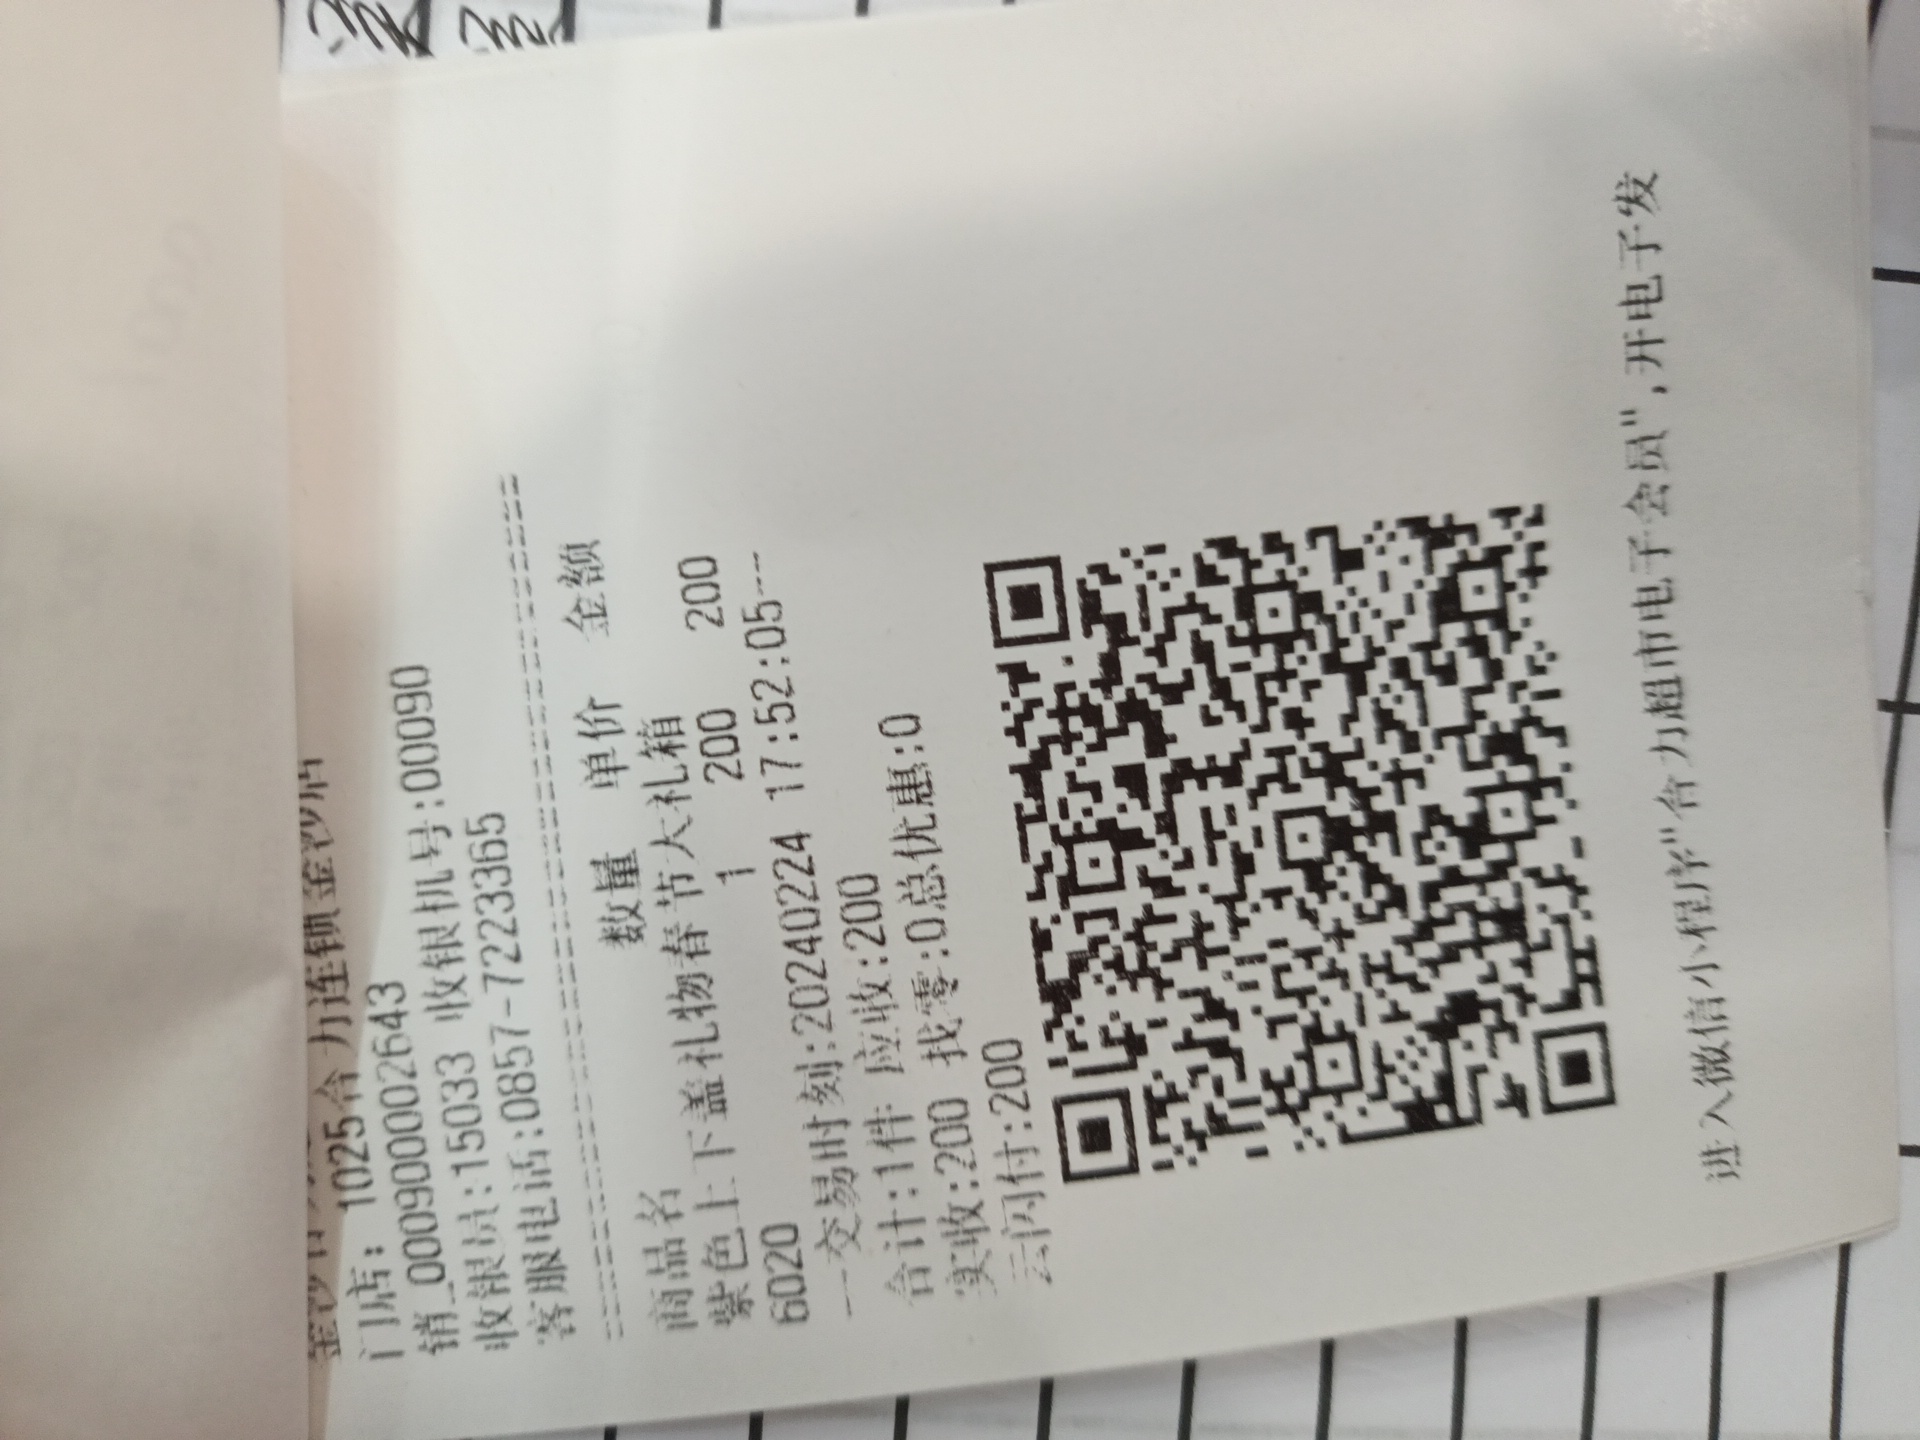 门店: 1025合力连锁金沙店
销_000900002643
收银员:15033 收银机号:00090
客服电话:0857-7223365
商品名 数量 单价 金额
紫色上下盖礼物春节大礼箱
6020 1 200 200
--交易时刻:20240224 17:52:05---
合计:1件 应收:200
实收:200 找零:0总优惠:0
云闪付:200
进入微信小程序"合力超市电子会员",开电子发